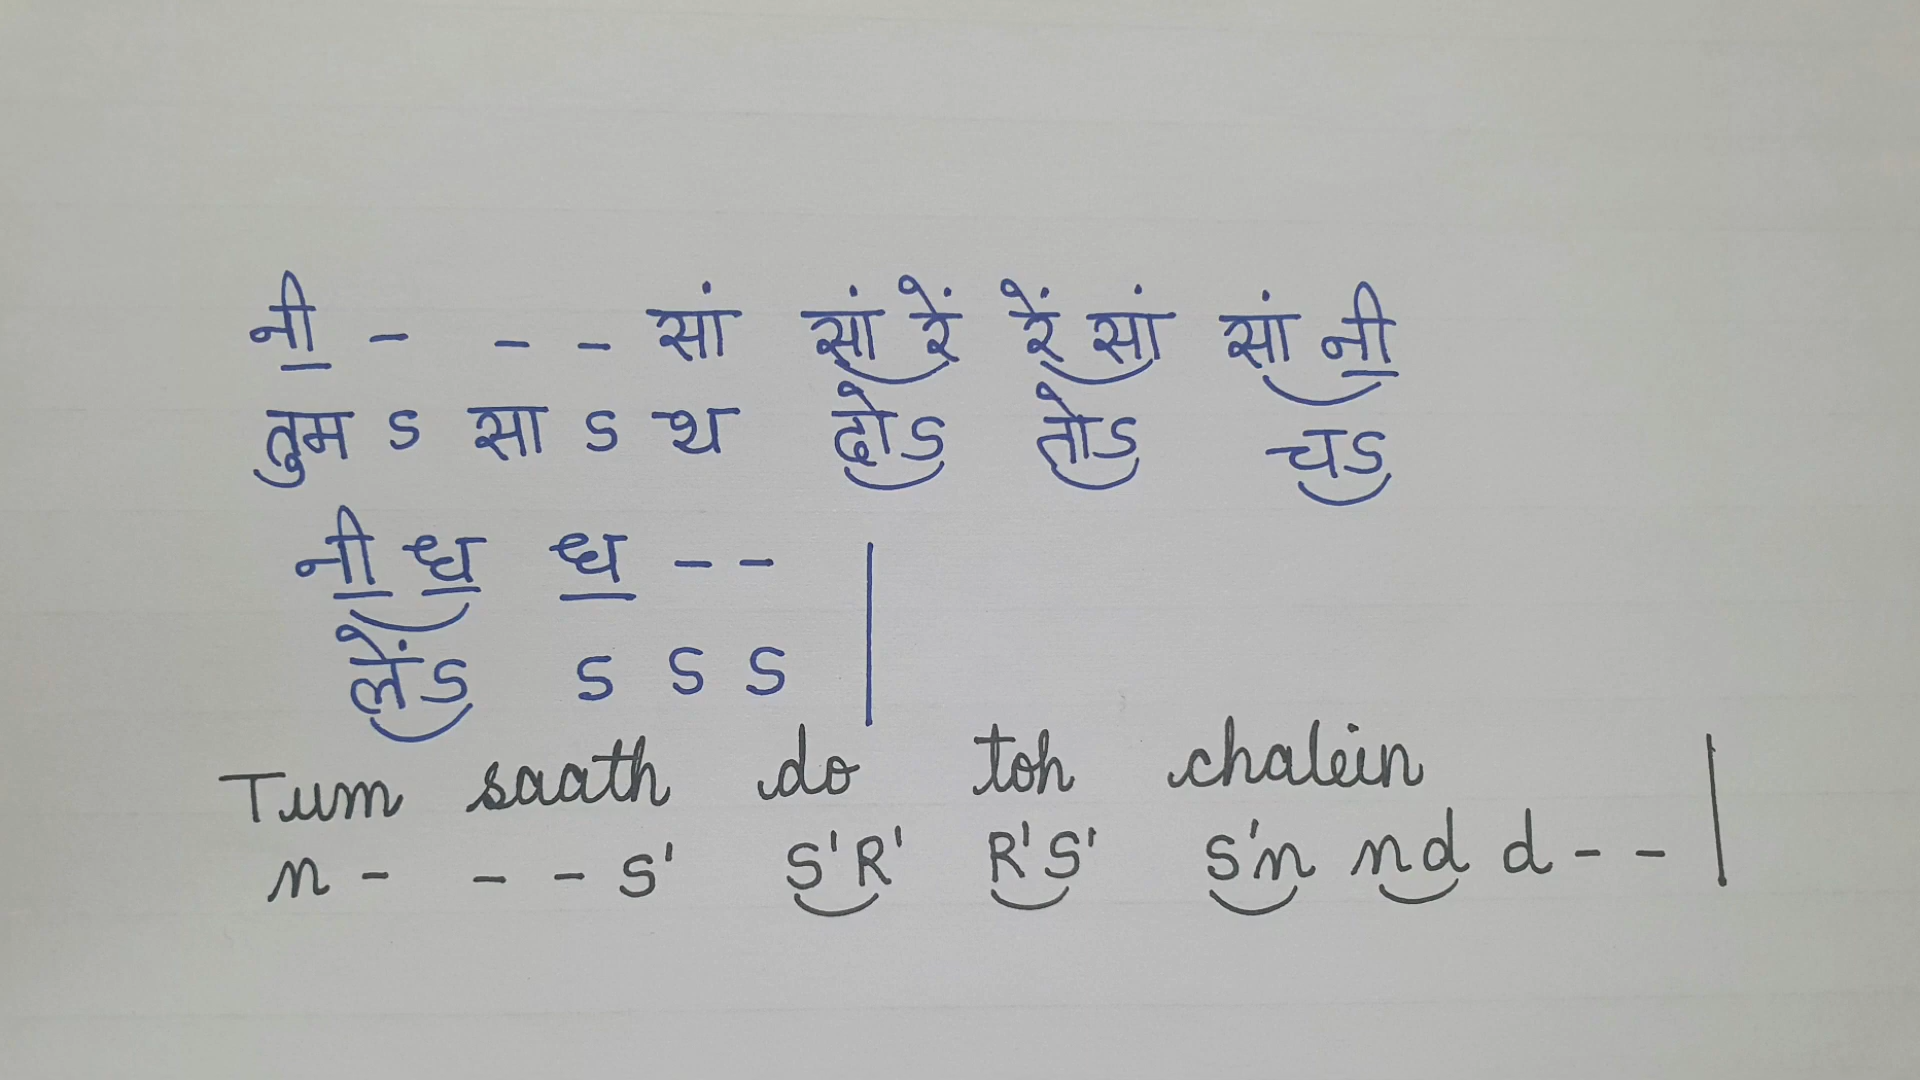 नी॒ - - - सां सां रें रें सां सां नी॒
तुम ऽ सा ऽ थ दोऽ तोऽ चऽ
नी॒ ध॒ ध॒ - -
लेंऽ ऽ ऽ ऽ |
Tum saath do toh chalein
n - - - S' S'R' R'S' S'n nd d - - |